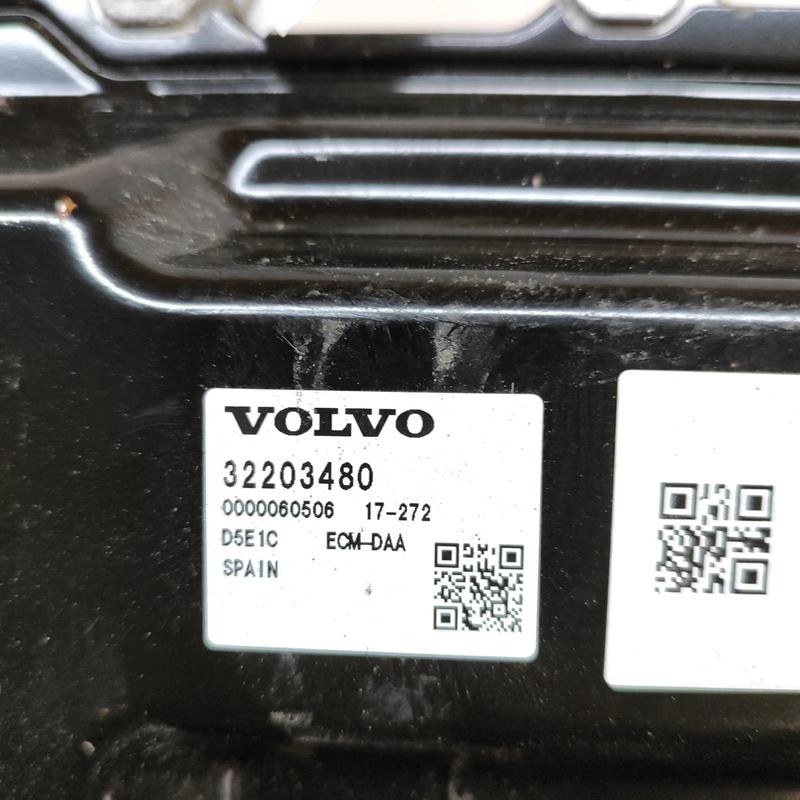 VOLVO
32203480
0000060506 17-272
D5E1C ECM-DAA
SPAIN